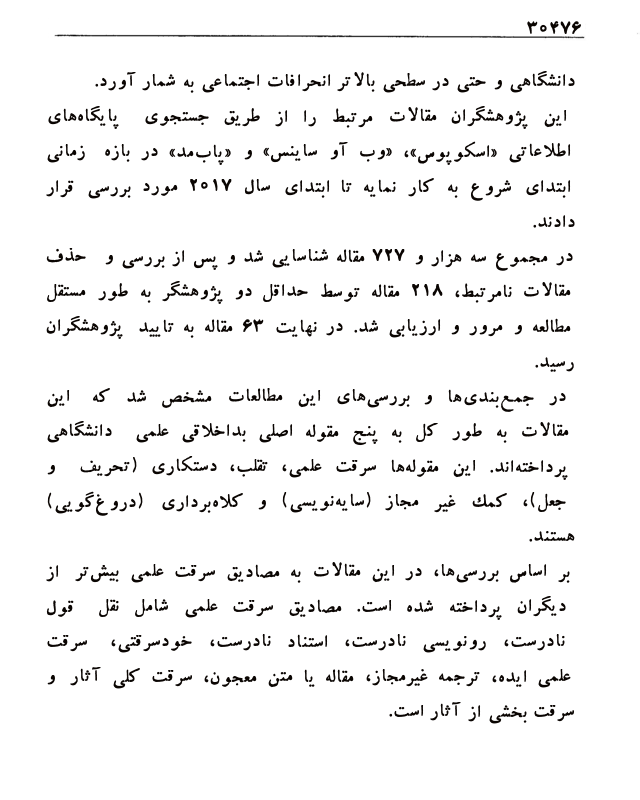 ۳۰۴۷۶
دانشگاهی و حتی در سطحی بالاتر انحرافات اجتماعی به شمار آورد.
این پژوهشگران مقالات مرتبط را از طریق جستجوی پایگاه‌های
اطلاعاتی «اسکوپوس»، «وب آو ساینس» و «پاب‌مد» در بازه زمانی
ابتدای شروع به کار نمایه تا ابتدای سال ۲۰۱۷ مورد بررسی قرار
دادند.
در مجموع سه هزار و ۷۲۷ مقاله شناسایی شد و پس از بررسی و حذف
مقالات نامرتبط، ۲۱۸ مقاله توسط حداقل دو پژوهشگر به طور مستقل
مطالعه و مرور و ارزیابی شد. در نهایت ۶۳ مقاله به تایید پژوهشگران
رسید.
در جمع‌بندی‌ها و بررسی‌های این مطالعات مشخص شد که این
مقالات به طور کل به پنج مقوله اصلی بداخلاقی علمی دانشگاهی
پرداخته‌اند. این مقوله‌ها سرقت علمی، تقلب، دستکاری (تحریف و
جعل)، کمك غیر مجاز (سایه‌نویسی) و کلاه‌برداری (دروغ‌گویی)
هستند.
بر اساس بررسی‌ها، در این مقالات به مصادیق سرقت علمی بیش‌تر از
دیگران پرداخته شده است. مصادیق سرقت علمی شامل نقل قول
نادرست، رونویسی نادرست، استناد نادرست، خودسرقتی، سرقت
علمی ایده، ترجمه غیرمجاز، مقاله یا متن معجون، سرقت کلی آثار و
سرقت بخشی از آثار است.